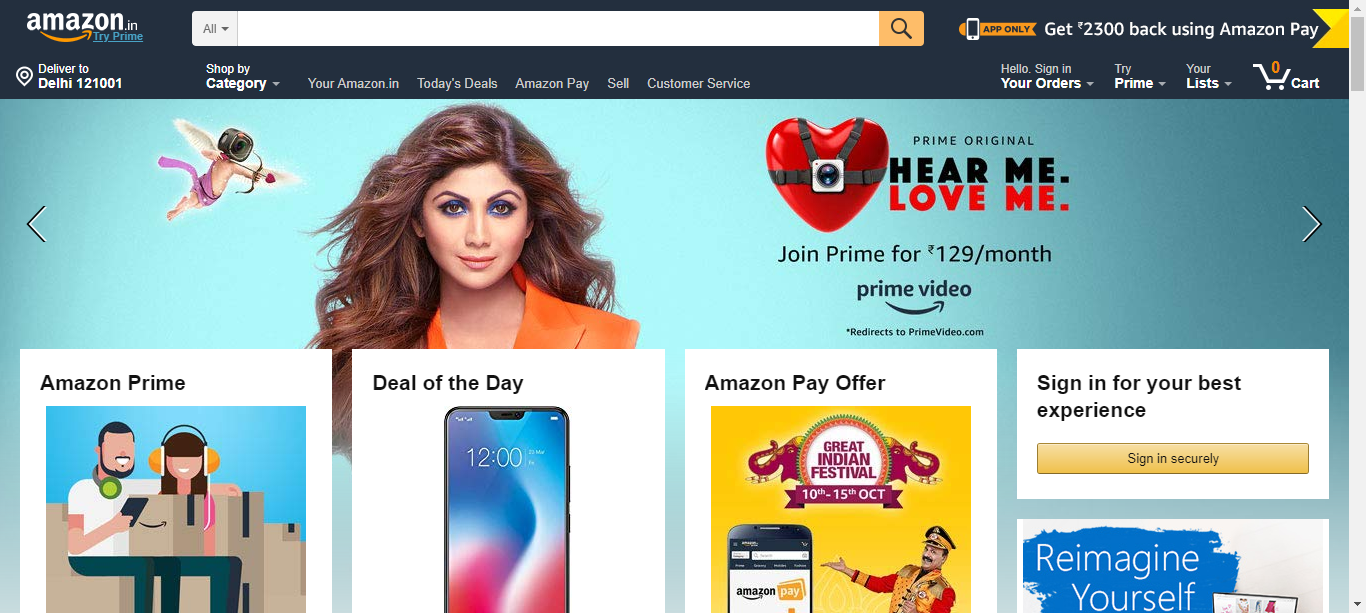 amazon.in
Try Prime
All
APP ONLY
Get ₹2300 back using Amazon Pay
Deliver to
Delhi 121001
Shop by
Category
Your Amazon.in
Today's Deals
Amazon Pay
Sell
Customer Service
Hello. Sign in
Your Orders
Try
Prime
Your
Lists
0
Cart
PRIME ORIGINAL
HEAR ME.
LOVE ME.
Join Prime for ₹129/month
prime video
*Redirects to PrimeVideo.com
Amazon Prime
Deal of the Day
12:00
Amazon Pay Offer
GREAT
INDIAN
FESTIVAL
10th-15th OCT
amazon pay
Sign in for your best
experience
Sign in securely
Reimagine
Yourself